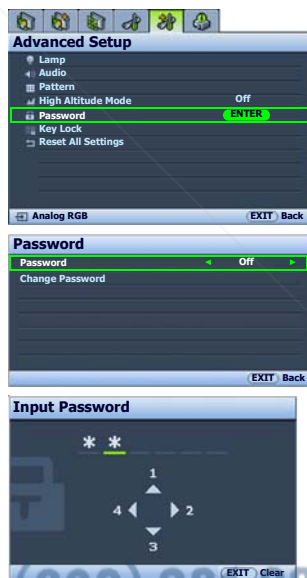 Advanced Setup
Lamp
Audio
Pattern
High Altitude Mode Off
Password ENTER
Key Lock
Reset All Settings
Analog RGB EXIT Back
Password
Password Off
Change Password
EXIT Back
Input Password
* *
1
4 2
3
EXIT Clear